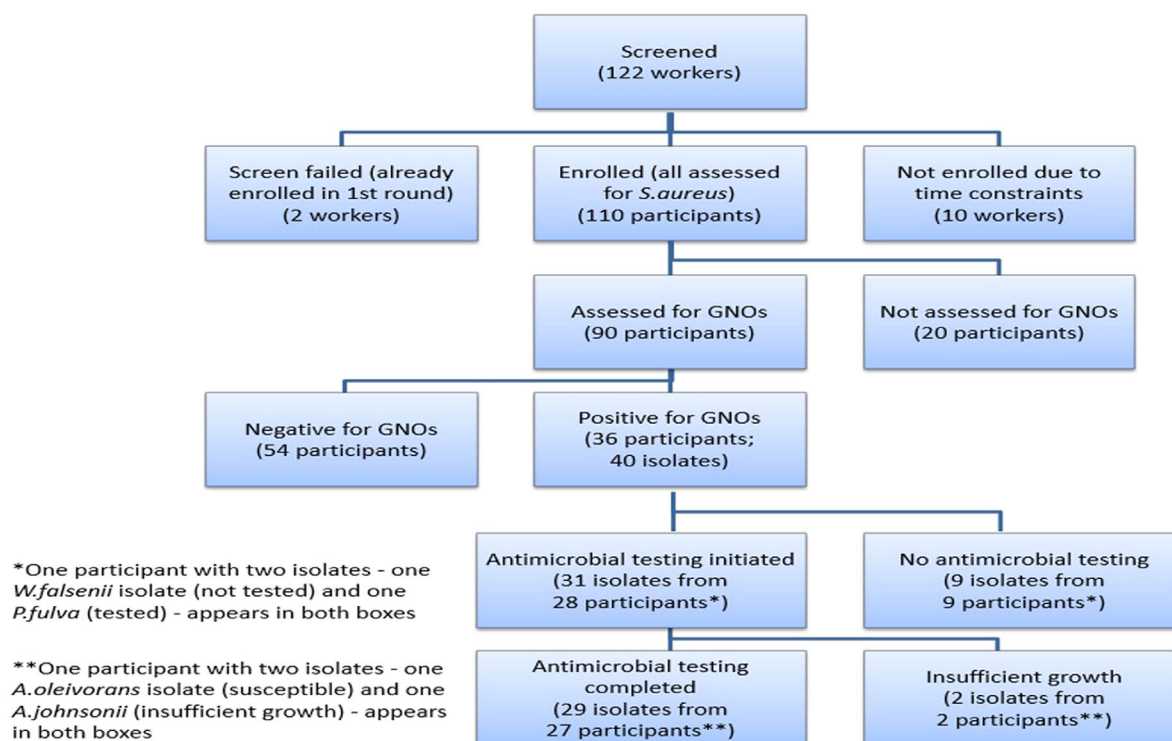 Screened
(122 workers)
Screen failed (already
enrolled in 1st round)
(2 workers)
Enrolled (all assessed
for S.aureus)
(110 participants)
Not enrolled due to
time constraints
(10 workers)
Assessed for GNOs
(90 participants)
Not assessed for GNOs
(20 participants)
Negative for GNOs
(54 participants)
Positive for GNOs
(36 participants;
40 isolates)
Antimicrobial testing initiated
(31 isolates from
28 participants*)
No antimicrobial testing
(9 isolates from
9 participants*)
*One participant with two isolates - one
W.falsenii isolate (not tested) and one
P.fulva (tested) - appears in both boxes
Antimicrobial testing
completed
(29 isolates from
27 participants**)
Insufficient growth
(2 isolates from
2 participants**)
**One participant with two isolates - one
A.oleivorans isolate (susceptible) and one
A.johnsonii (insufficient growth) - appears
in both boxes